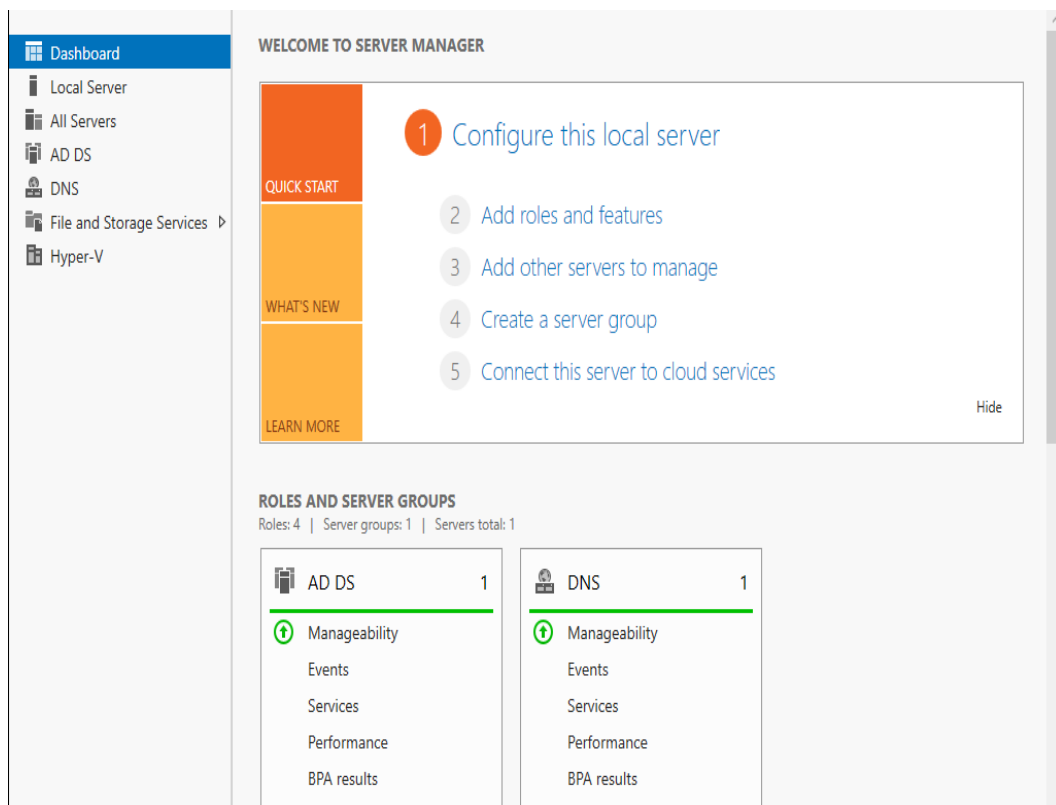 Dashboard
Local Server
All Servers
AD DS
DNS
File and Storage Services
Hyper-V
WELCOME TO SERVER MANAGER
QUICK START
WHAT'S NEW
LEARN MORE
1 Configure this local server
2 Add roles and features
3 Add other servers to manage
4 Create a server group
5 Connect this server to cloud services
Hide
ROLES AND SERVER GROUPS
Roles: 4 | Server groups: 1 | Servers total: 1
AD DS 1
Manageability
Events
Services
Performance
BPA results
DNS 1
Manageability
Events
Services
Performance
BPA results